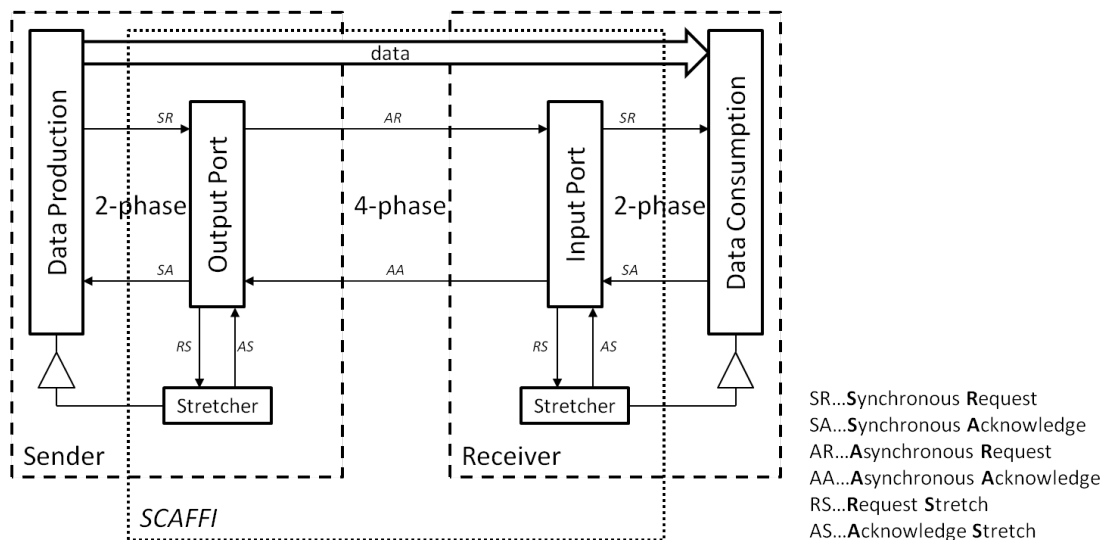 data
Data Production
SR
Output Port
AR
Input Port
SR
Data Consumption
2-phase
4-phase
2-phase
SA
AA
SA
RS
AS
RS
AS
Stretcher
Stretcher
Sender
Receiver
SCAFFI
SR...Synchronous Request
SA...Synchronous Acknowledge
AR...Asynchronous Request
AA...Asynchronous Acknowledge
RS...Request Stretch
AS...Acknowledge Stretch